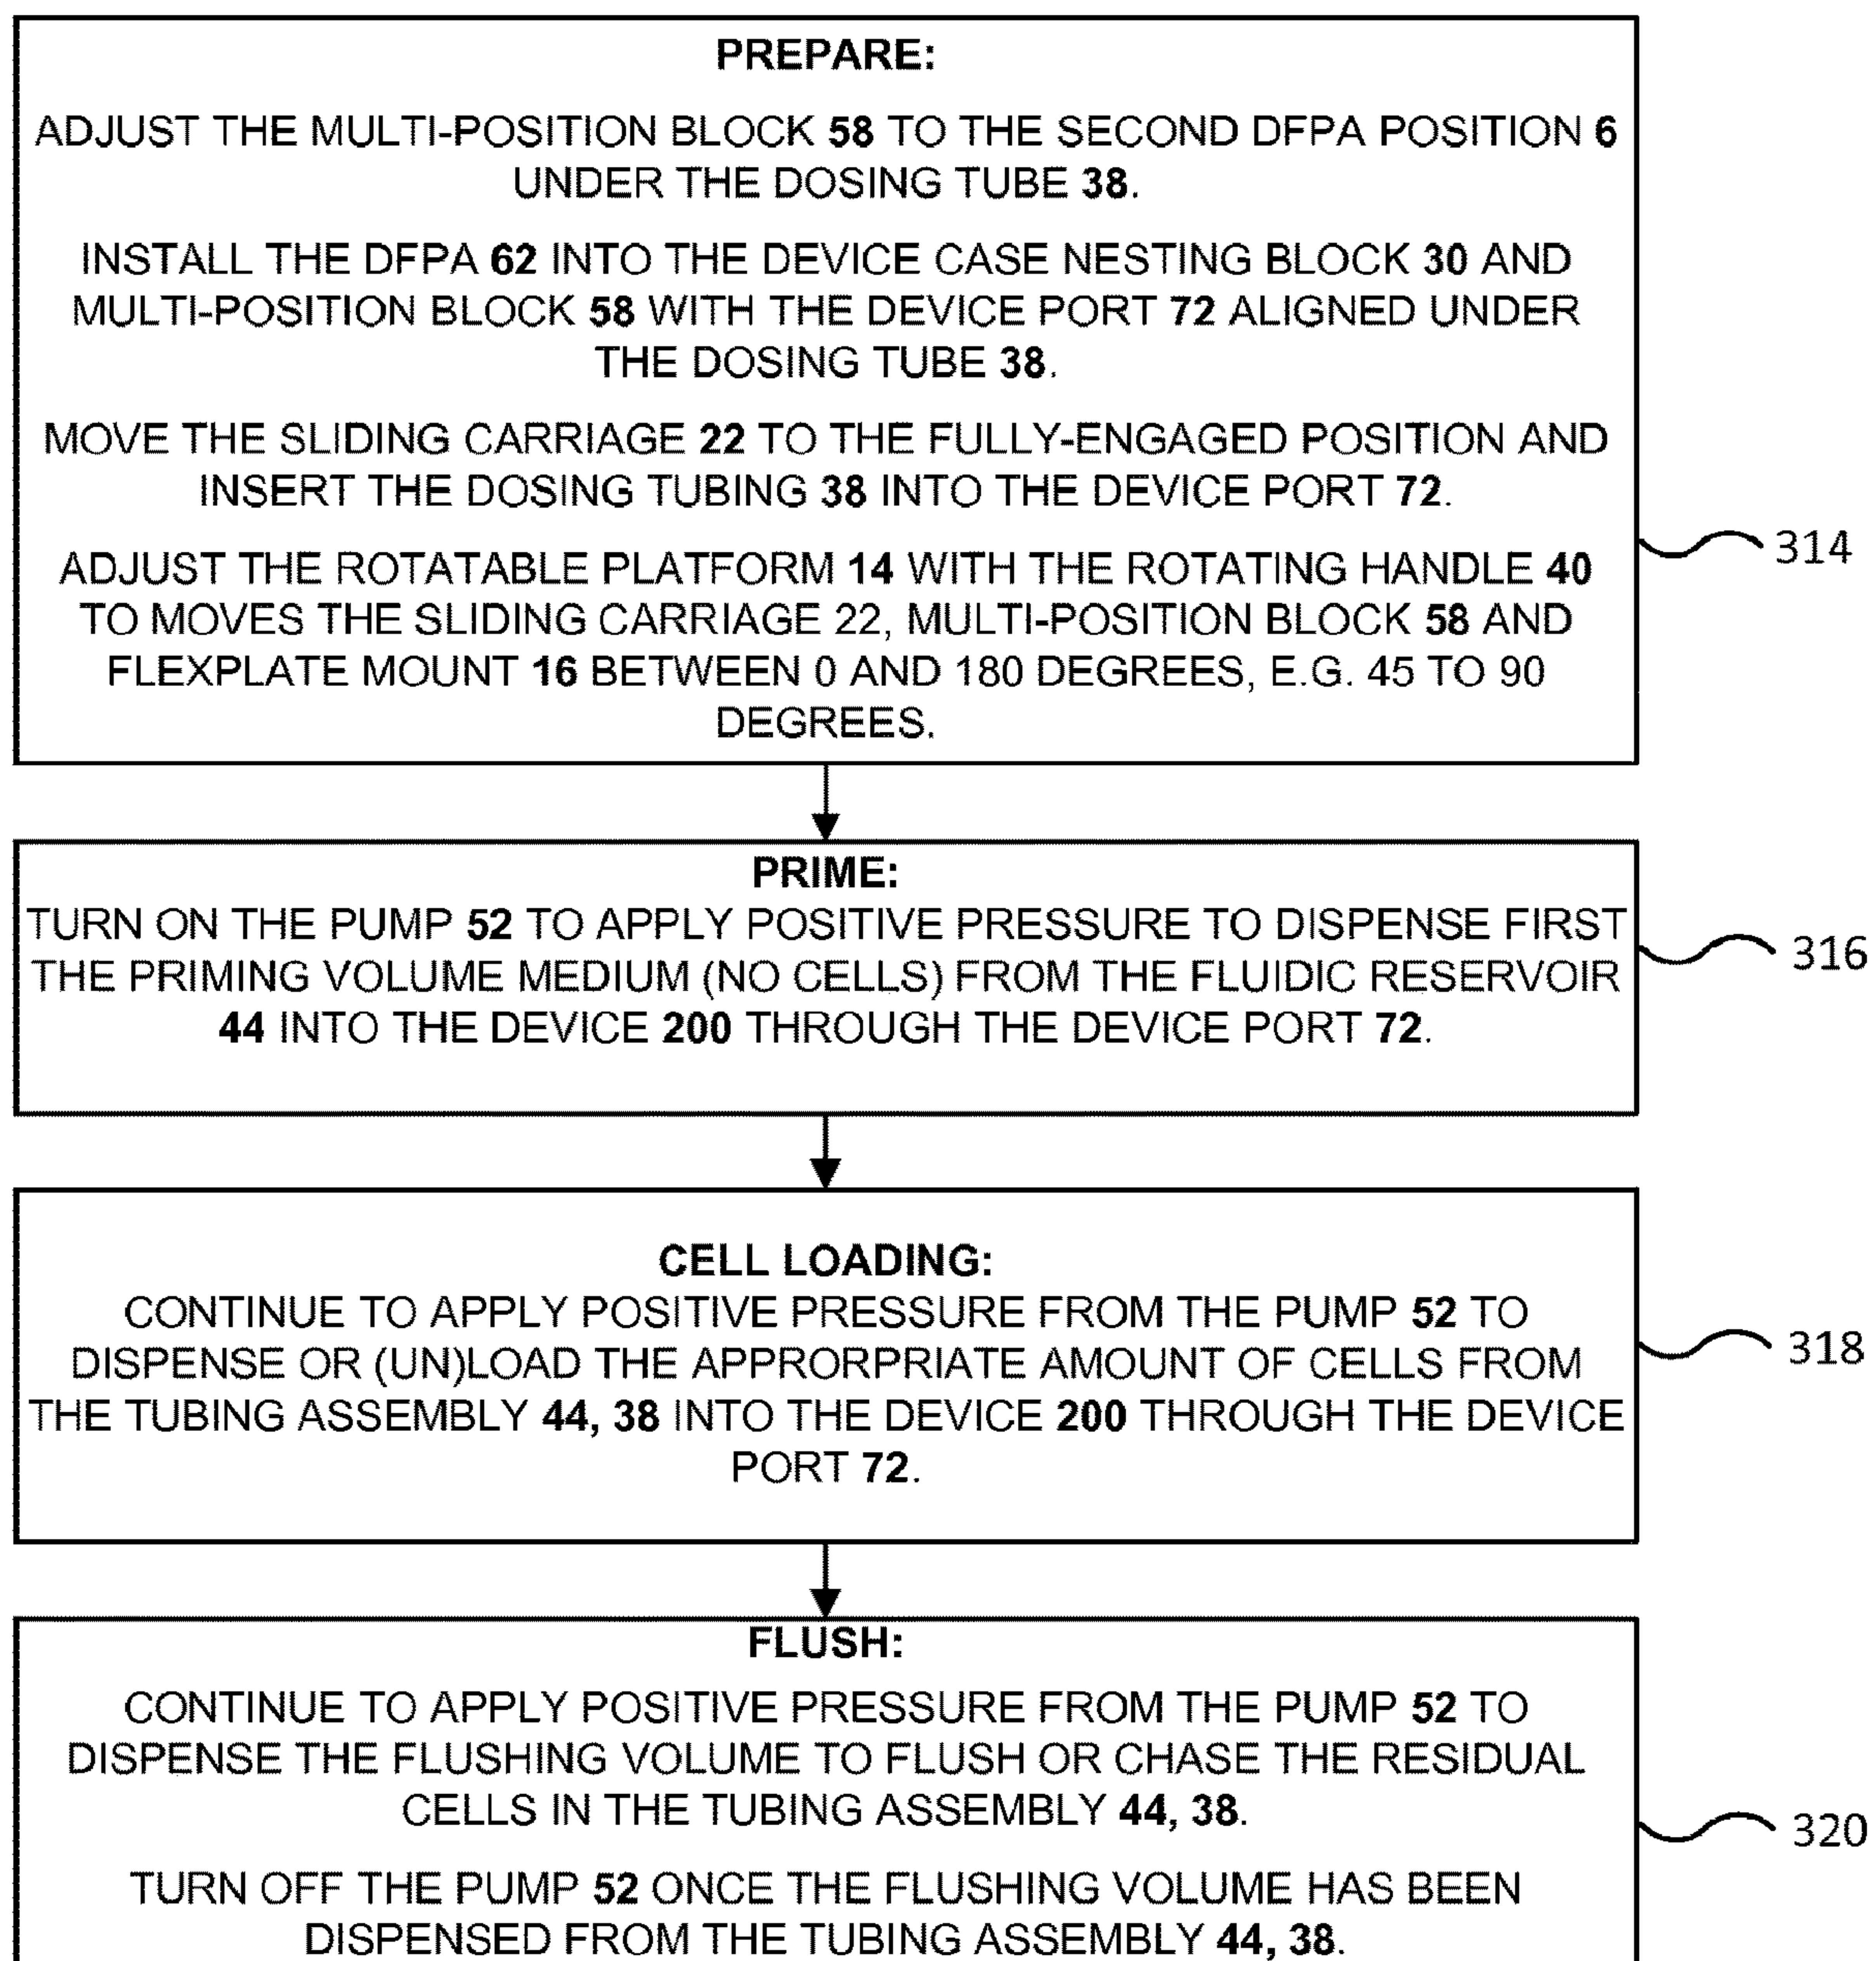 PREPARE:
ADJUST THE MULTI-POSITION BLOCK 58 TO THE SECOND DFPA POSITION 6
UNDER THE DOSING TUBE 38.
INSTALL THE DFPA 62 INTO THE DEVICE CASE NESTING BLOCK 30 AND
MULTI-POSITION BLOCK 58 WITH THE DEVICE PORT 72 ALIGNED UNDER
THE DOSING TUBE 38.
MOVE THE SLIDING CARRIAGE 22 TO THE FULLY-ENGAGED POSITION AND
INSERT THE DOSING TUBING 38 INTO THE DEVICE PORT 72.
ADJUST THE ROTATABLE PLATFORM 14 WITH THE ROTATING HANDLE 40
TO MOVES THE SLIDING CARRIAGE 22, MULTI-POSITION BLOCK 58 AND
FLEXPLATE MOUNT 16 BETWEEN 0 AND 180 DEGREES, E.G. 45 TO 90
DEGREES.
314
PRIME:
TURN ON THE PUMP 52 TO APPLY POSITIVE PRESSURE TO DISPENSE FIRST
THE PRIMING VOLUME MEDIUM (NO CELLS) FROM THE FLUIDIC RESERVOIR
44 INTO THE DEVICE 200 THROUGH THE DEVICE PORT 72.
316
CELL LOADING:
CONTINUE TO APPLY POSITIVE PRESSURE FROM THE PUMP 52 TO
DISPENSE OR (UN)LOAD THE APPRORPRIATE AMOUNT OF CELLS FROM
THE TUBING ASSEMBLY 44, 38 INTO THE DEVICE 200 THROUGH THE DEVICE
PORT 72.
318
FLUSH:
CONTINUE TO APPLY POSITIVE PRESSURE FROM THE PUMP 52 TO
DISPENSE THE FLUSHING VOLUME TO FLUSH OR CHASE THE RESIDUAL
CELLS IN THE TUBING ASSEMBLY 44, 38.
TURN OFF THE PUMP 52 ONCE THE FLUSHING VOLUME HAS BEEN
DISPENSED FROM THE TUBING ASSEMBLY 44, 38.
320